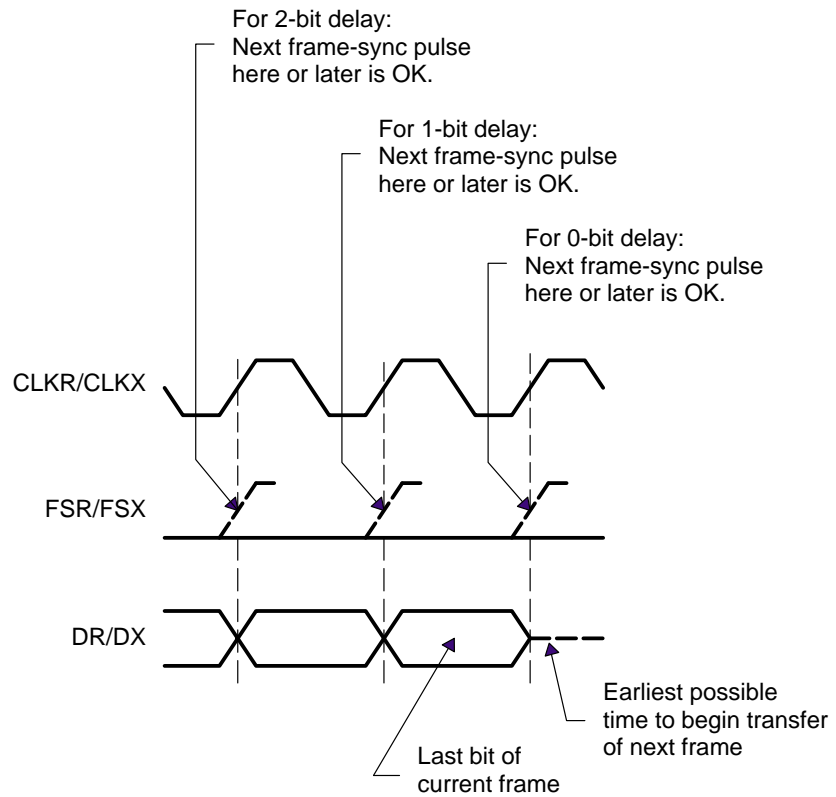 For 2-bit delay:
Next frame-sync pulse
here or later is OK.
For 1-bit delay:
Next frame-sync pulse
here or later is OK.
For 0-bit delay:
Next frame-sync pulse
here or later is OK.
CLKR/CLKX
FSR/FSX
DR/DX
Earliest possible
time to begin transfer
of next frame
Last bit of
current frame